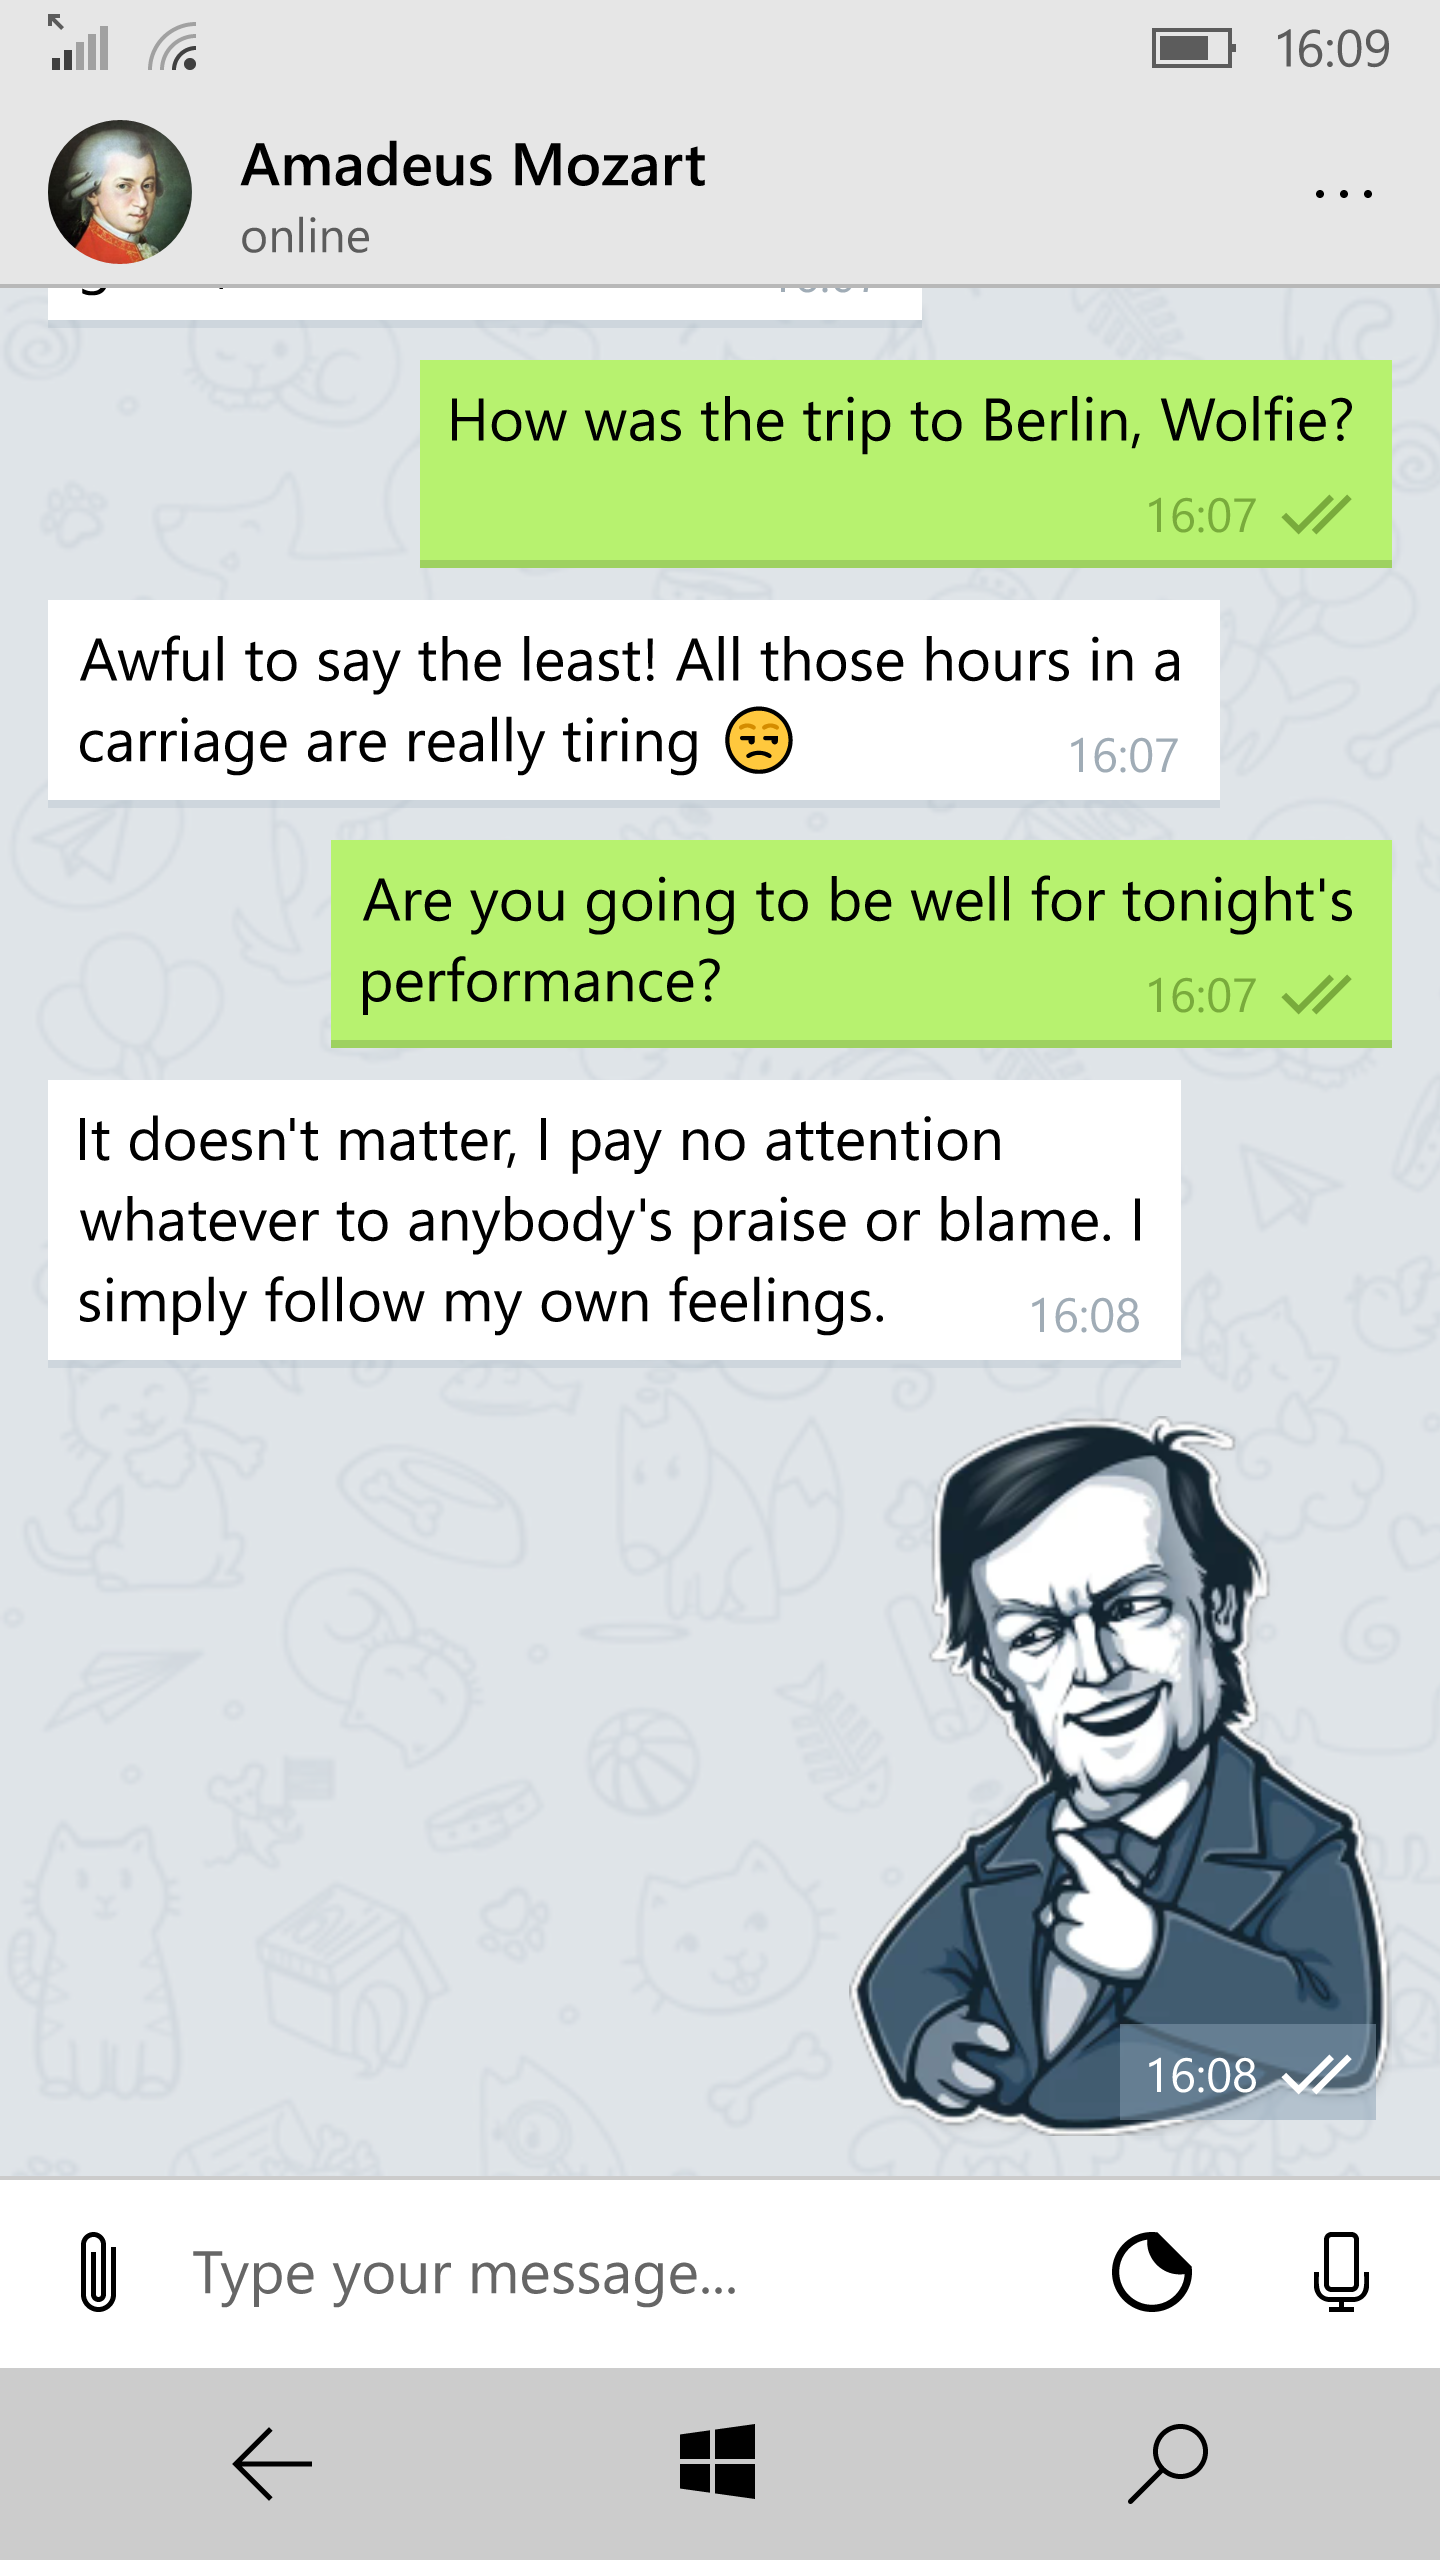 16:09
Amadeus Mozart
online
How was the trip to Berlin, Wolfie?
16:07
Awful to say the least! All those hours in a
carriage are really tiring 😒
16:07
Are you going to be well for tonight's
performance?
16:07
It doesn't matter, I pay no attention
whatever to anybody's praise or blame. I
simply follow my own feelings.
16:08
16:08
Type your message...